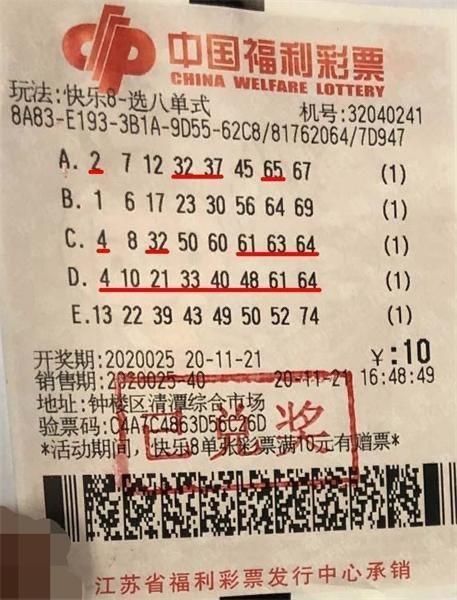 中国福利彩票
CHINA WELFARE LOTTERY
玩法:快乐8-选八单式 机号:32040241
8A83-E193-3B1A-9D55-62C8/81762064/7D947
A. 2 7 12 32 37 45 65 67 (1)
B. 1 6 17 23 30 56 64 69 (1)
C. 4 8 32 50 60 61 63 64 (1)
D. 4 10 21 33 40 48 61 64 (1)
E.13 22 39 43 49 50 52 74 (1)
开奖期:2020025 20-11-21 ￥:10
销售期:2020025-40 20-11-21 16:48:49
地址:钟楼区清潭综合市场
验票码:C4A7C4863D56C26D
已兑奖
*活动期间,快乐8单张彩票满10元有赠票*
江苏省福利彩票发行中心承销